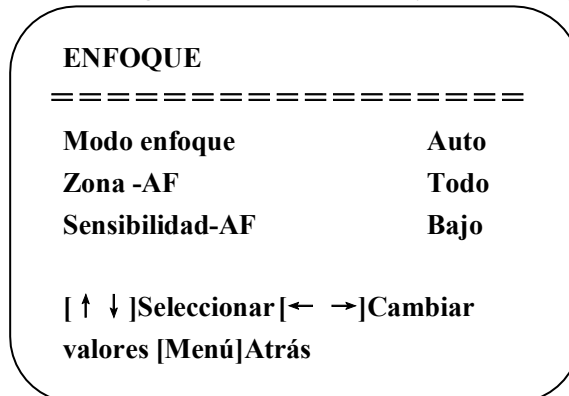 ENFOQUE
==================
Modo enfoque Auto
Zona -AF Todo
Sensibilidad-AF Bajo
[ ↑ ↓ ]Seleccionar [← →]Cambiar
valores [Menú]Atrás